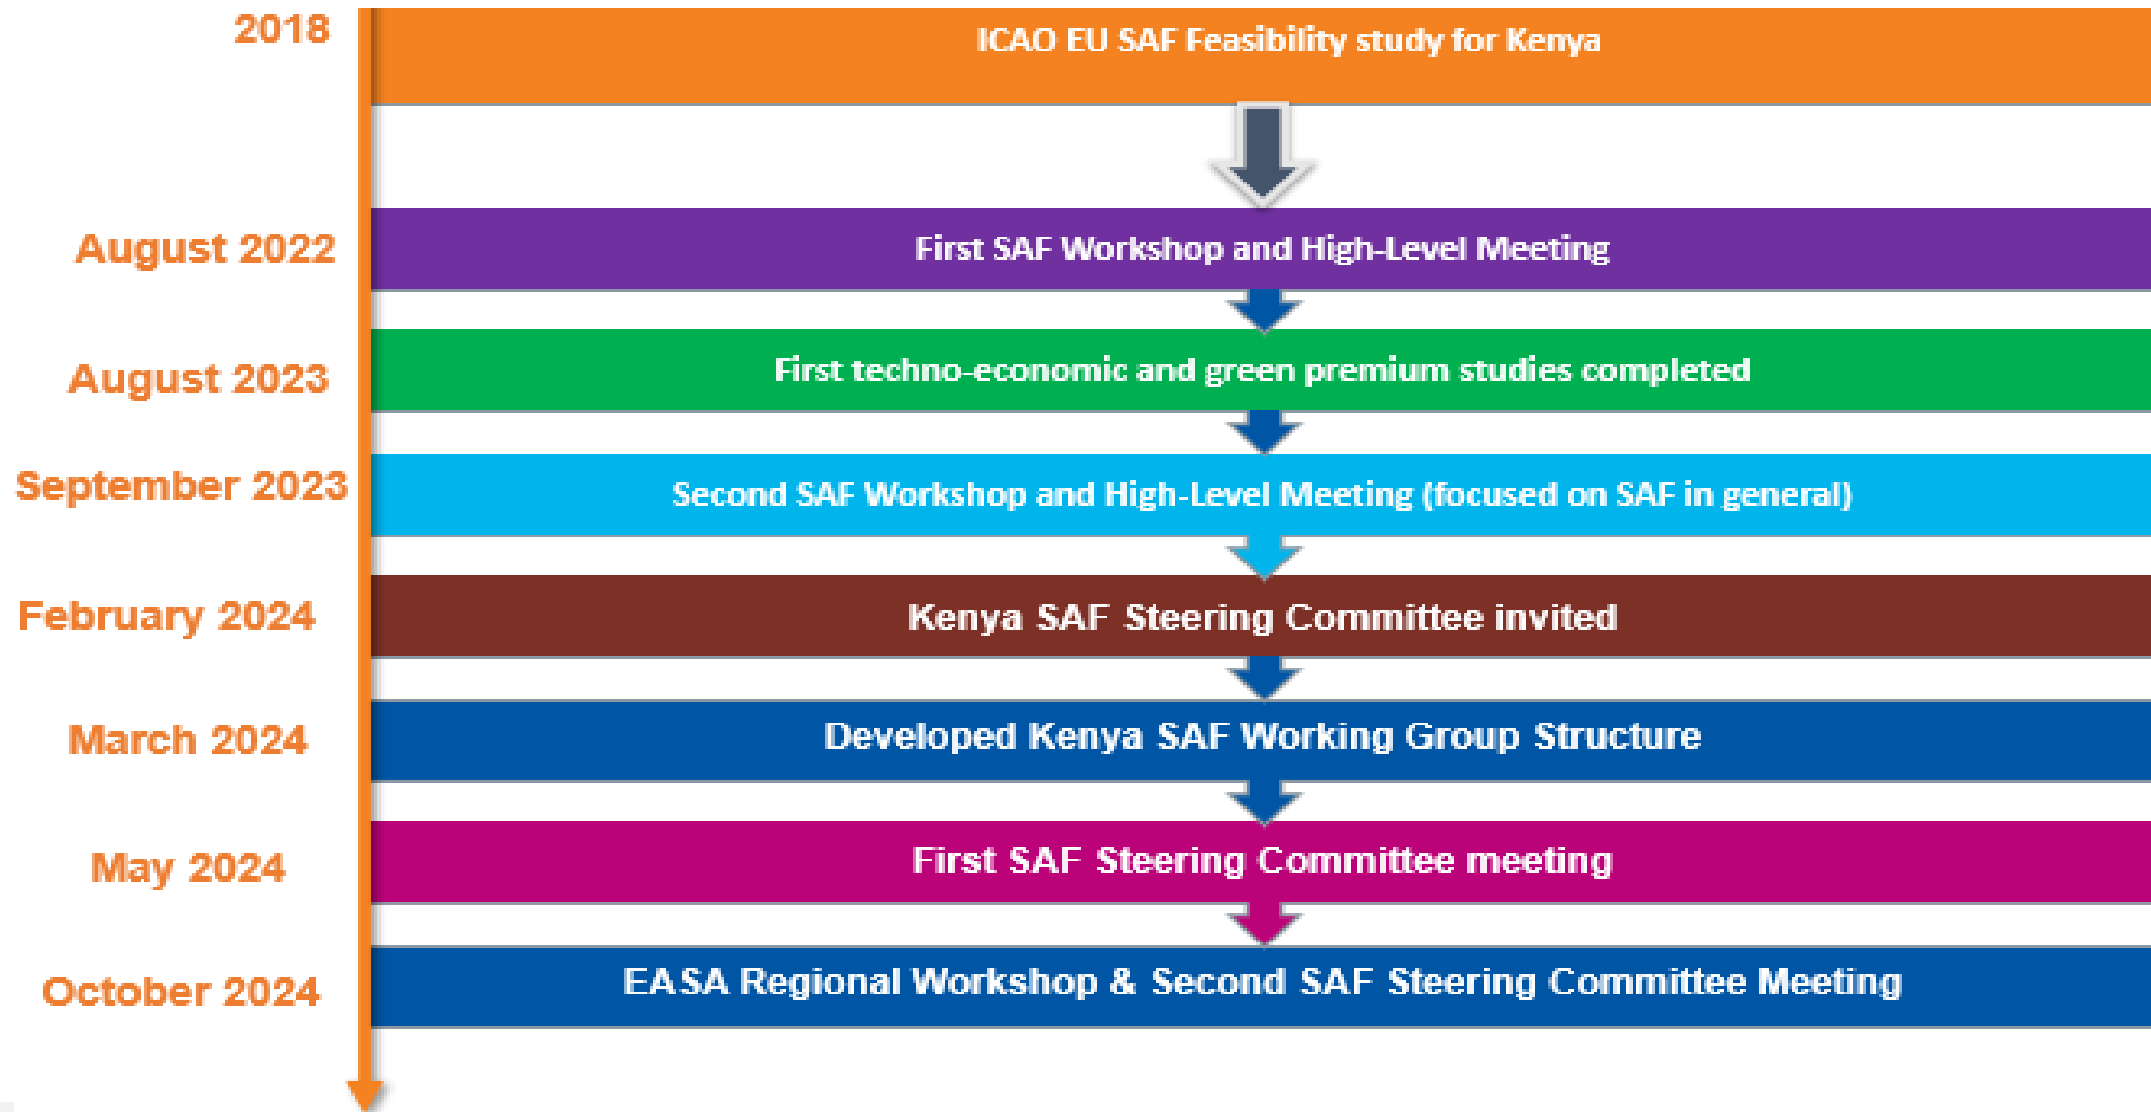 2018
ICAO EU SAF Feasibility study for Kenya
August 2022
First SAF Workshop and High-Level Meeting
August 2023
First techno-economic and green premium studies completed
September 2023
Second SAF Workshop and High-Level Meeting (focused on SAF in general)
February 2024
Kenya SAF Steering Committee invited
March 2024
Developed Kenya SAF Working Group Structure
May 2024
First SAF Steering Committee meeting
October 2024
EASA Regional Workshop & Second SAF Steering Committee Meeting